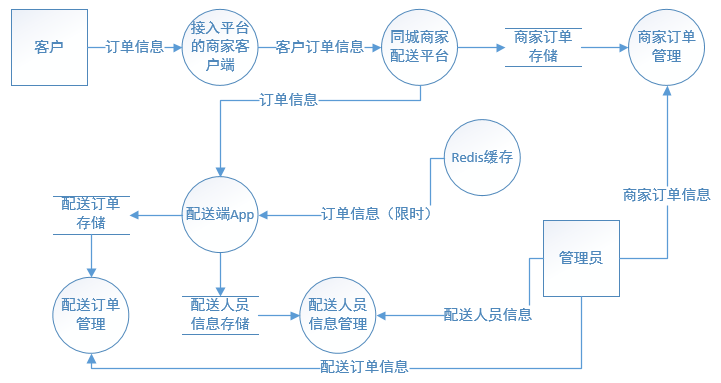 客户
订单信息
接入平台
的商家客
户端
客户订单信息
同城商家
配送平台
商家订单
存储
商家订单
管理
订单信息
Redis缓存
配送订单
存储
配送端App
订单信息（限时）
商家订单信息
管理员
配送订单
管理
配送人员
信息存储
配送人员
信息管理
配送人员信息
配送订单信息